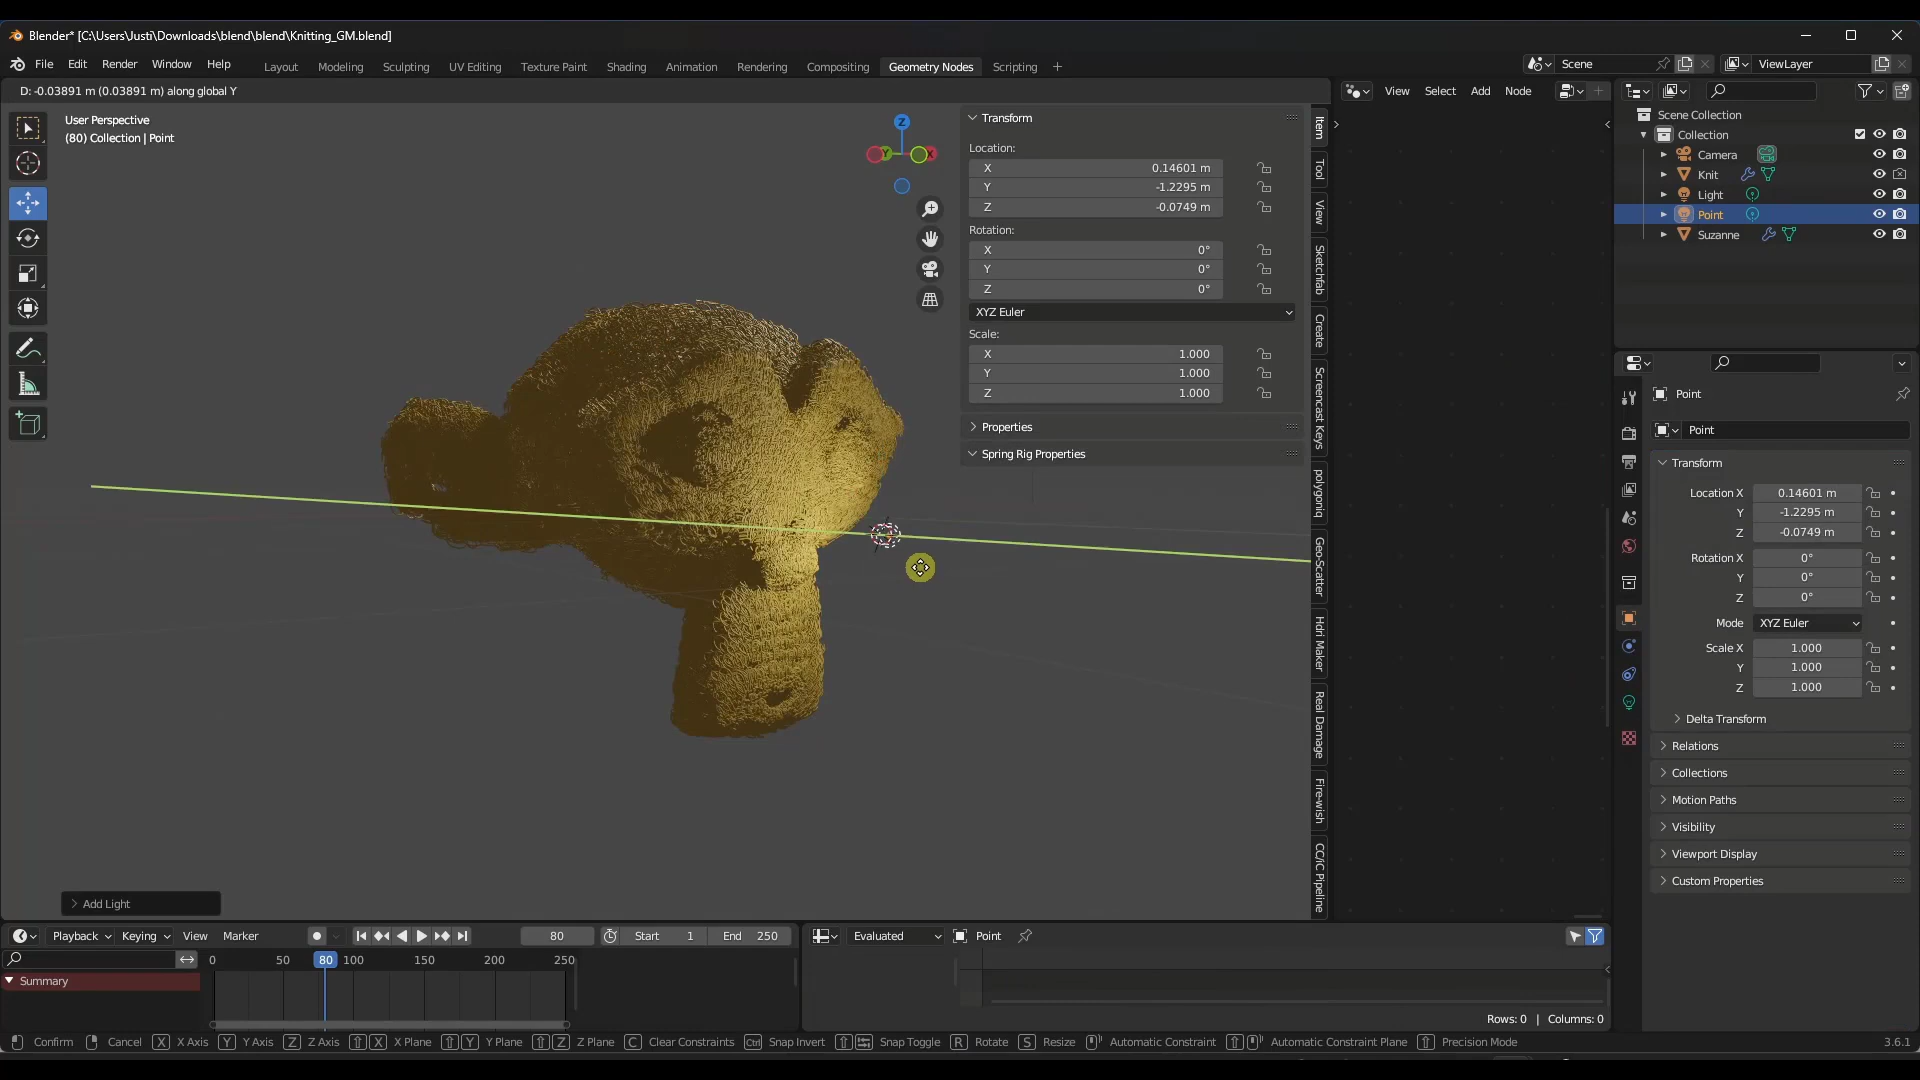 Blender* [C:\Users\Justi\Downloads\blend\blend\Knitting_GM.blend]
File Edit Render Window Help Layout Modeling Sculpting UV Editing Texture Paint Shading Animation Rendering Compositing Geometry Nodes Scripting + Scene ViewLayer
D: -0.03891 m (0.03891 m) along global Y
View Select Add Node
User Perspective
(80) Collection | Point
Z
Y
X
Transform
Location:
X 0.14601 m
Y -1.2295 m
Z -0.0749 m
Rotation:
X 0°
Y 0°
Z 0°
XYZ Euler
Scale:
X 1.000
Y 1.000
Z 1.000
Properties
Spring Rig Properties
Item
Tool
View
Sketchfab
Create
Screencast Keys
polygoniq
Geo-Scatter
Hdri Maker
Real Damage
Fire-wish
CC/iC Pipeline
Scene Collection
Collection
Camera
Knit
Light
Point
Suzanne
Point
Point
Transform
Location X 0.14601 m
Y -1.2295 m
Z -0.0749 m
Rotation X 0°
Y 0°
Z 0°
Mode XYZ Euler
Scale X 1.000
Y 1.000
Z 1.000
Delta Transform
Relations
Collections
Motion Paths
Visibility
Viewport Display
Custom Properties
Add Light
Playback Keying View Marker 80 Start 1 End 250
0 50 80 100 150 200 250
Summary
Evaluated Point
Rows: 0 | Columns: 0
Confirm Cancel X X Axis Y Y Axis Z Z Axis X X Plane Y Y Plane Z Z Plane C Clear Constraints Ctrl Snap Invert Snap Toggle R Rotate S Resize Automatic Constraint Automatic Constraint Plane Precision Mode 3.6.1